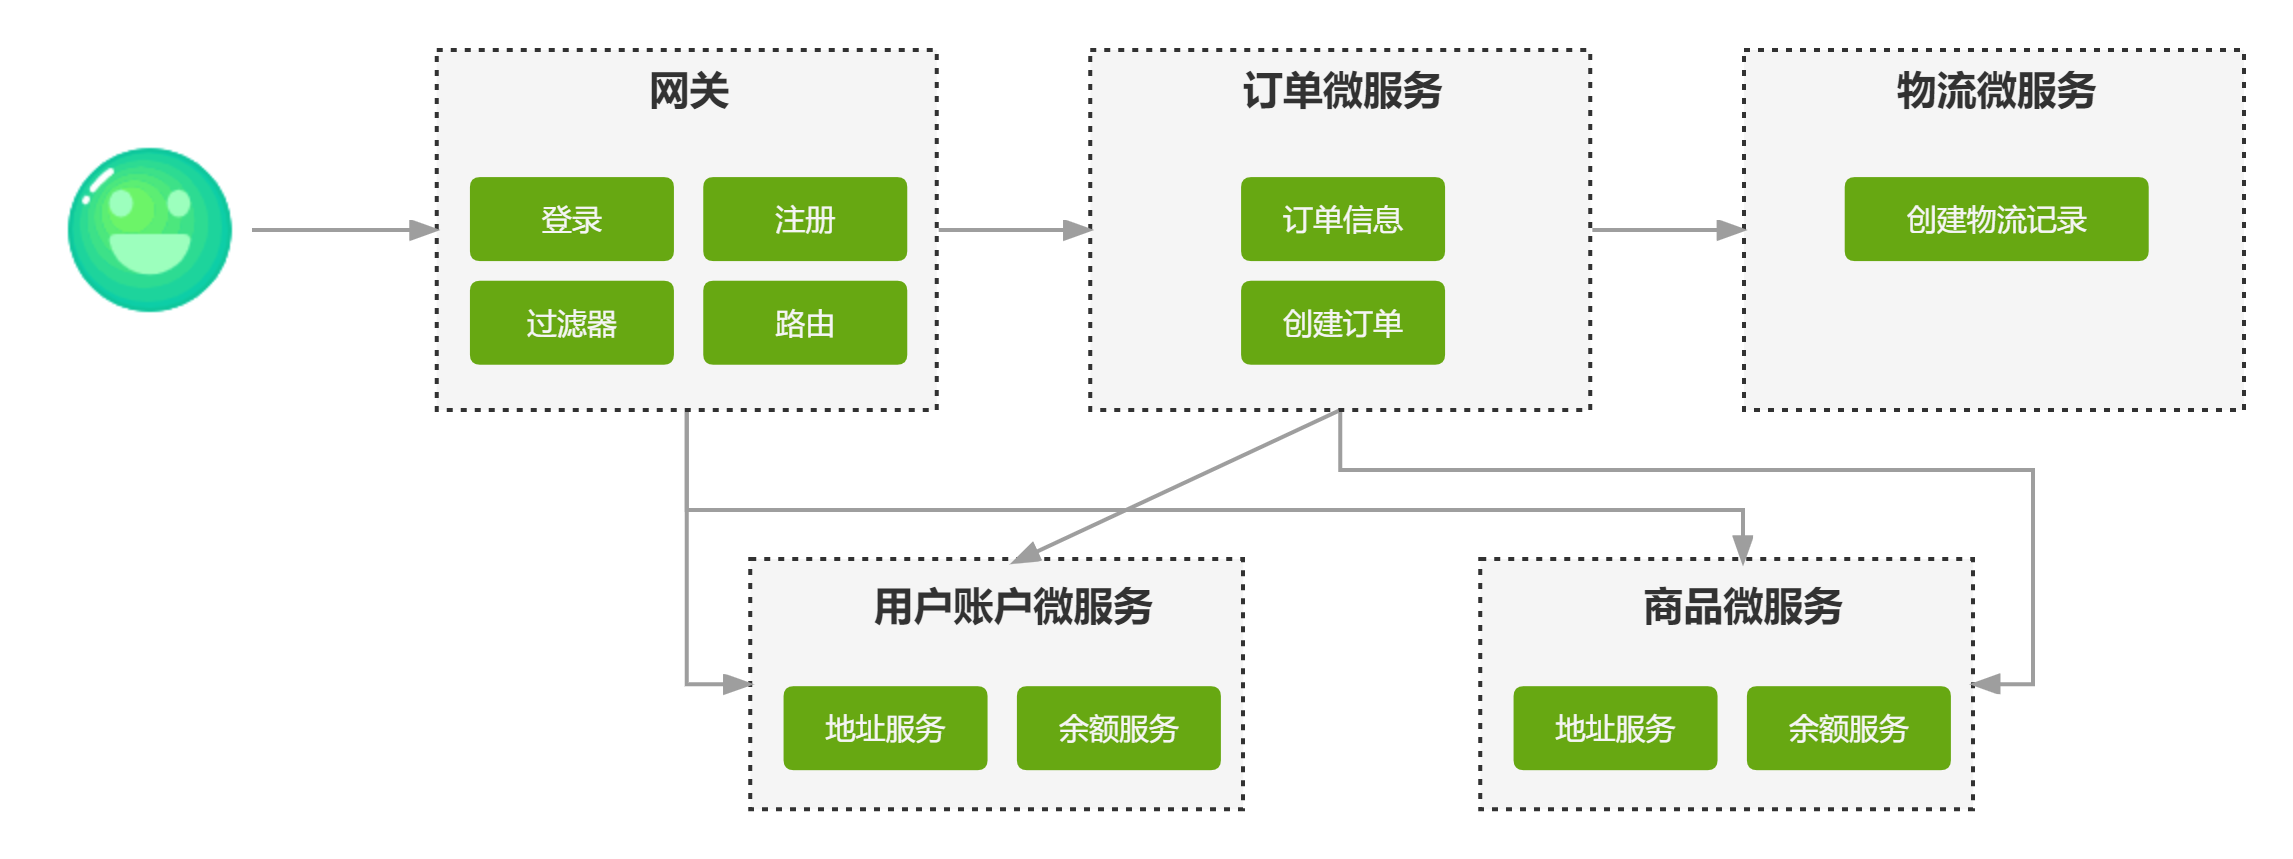 网关
登录
注册
过滤器
路由
订单微服务
订单信息
创建订单
物流微服务
创建物流记录
用户账户微服务
地址服务
余额服务
商品微服务
地址服务
余额服务